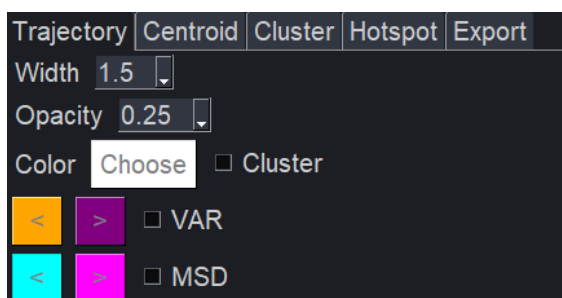 Trajectory Centroid Cluster Hotspot Export
Width 1.5
Opacity 0.25
Color Choose Cluster
< > VAR
< > MSD